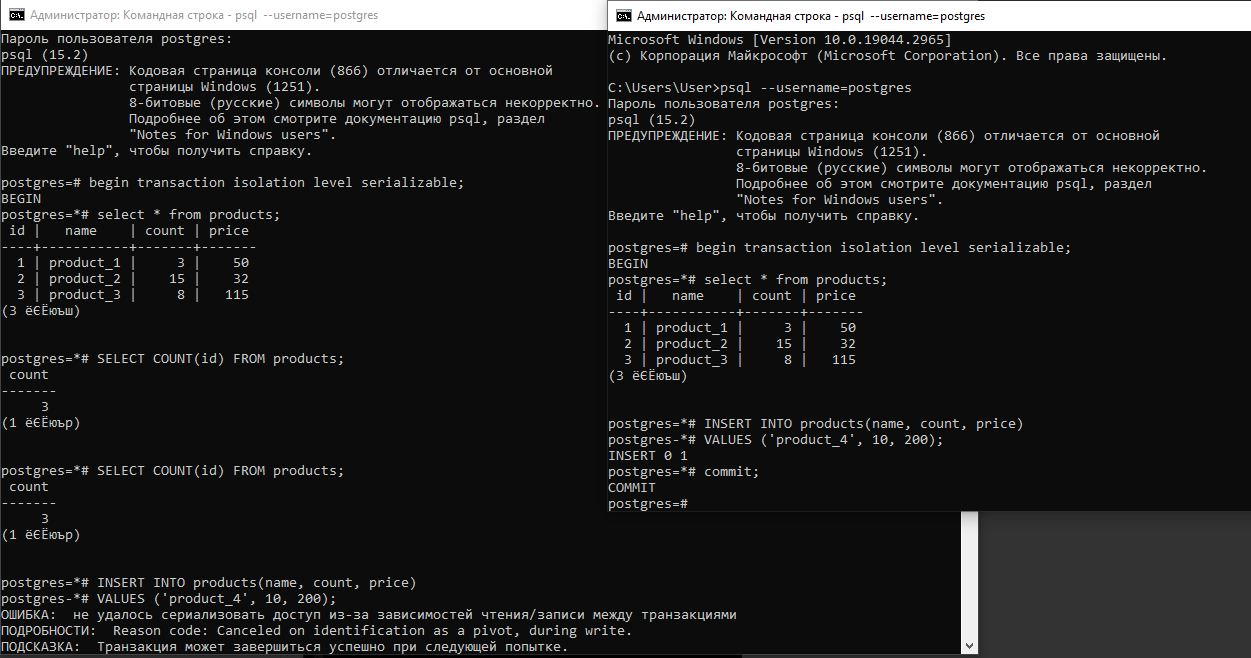 Администратор: Командная строка - psql  --username=postgres
Пароль пользователя postgres:
psql (15.2)
ПРЕДУПРЕЖДЕНИЕ: Кодовая страница консоли (866) отличается от основной
                страницы Windows (1251).
                8-битовые (русские) символы могут отображаться некорректно.
                Подробнее об этом смотрите документацию psql, раздел
                "Notes for Windows users".
Введите "help", чтобы получить справку.
postgres=# begin transaction isolation level serializable;
BEGIN
postgres=*# select * from products;
 id |   name    | count | price
----+-----------+-------+-------
  1 | product_1 |     3 |    50
  2 | product_2 |    15 |    32
  3 | product_3 |     8 |   115
(3 ёЄЁюъш)
postgres=*# SELECT COUNT(id) FROM products;
 count
-------
     3
(1 ёЄЁюър)
postgres=*# SELECT COUNT(id) FROM products;
 count
-------
     3
(1 ёЄЁюър)
postgres=*# INSERT INTO products(name, count, price)
postgres-*# VALUES ('product_4', 10, 200);
ОШИБКА:  не удалось сериализовать доступ из-за зависимостей чтения/записи между транзакциями
ПОДРОБНОСТИ:  Reason code: Canceled on identification as a pivot, during write.
ПОДСКАЗКА:  Транзакция может завершиться успешно при следующей попытке.
Администратор: Командная строка - psql  --username=postgres
Microsoft Windows [Version 10.0.19044.2965]
(c) Корпорация Майкрософт (Microsoft Corporation). Все права защищены.
C:\Users\User>psql --username=postgres
Пароль пользователя postgres:
psql (15.2)
ПРЕДУПРЕЖДЕНИЕ: Кодовая страница консоли (866) отличается от основной
                страницы Windows (1251).
                8-битовые (русские) символы могут отображаться некорректно.
                Подробнее об этом смотрите документацию psql, раздел
                "Notes for Windows users".
Введите "help", чтобы получить справку.
postgres=# begin transaction isolation level serializable;
BEGIN
postgres=*# select * from products;
 id |   name    | count | price
----+-----------+-------+-------
  1 | product_1 |     3 |    50
  2 | product_2 |    15 |    32
  3 | product_3 |     8 |   115
(3 ёЄЁюъш)
postgres=*# INSERT INTO products(name, count, price)
postgres-*# VALUES ('product_4', 10, 200);
INSERT 0 1
postgres=*# commit;
COMMIT
postgres=#